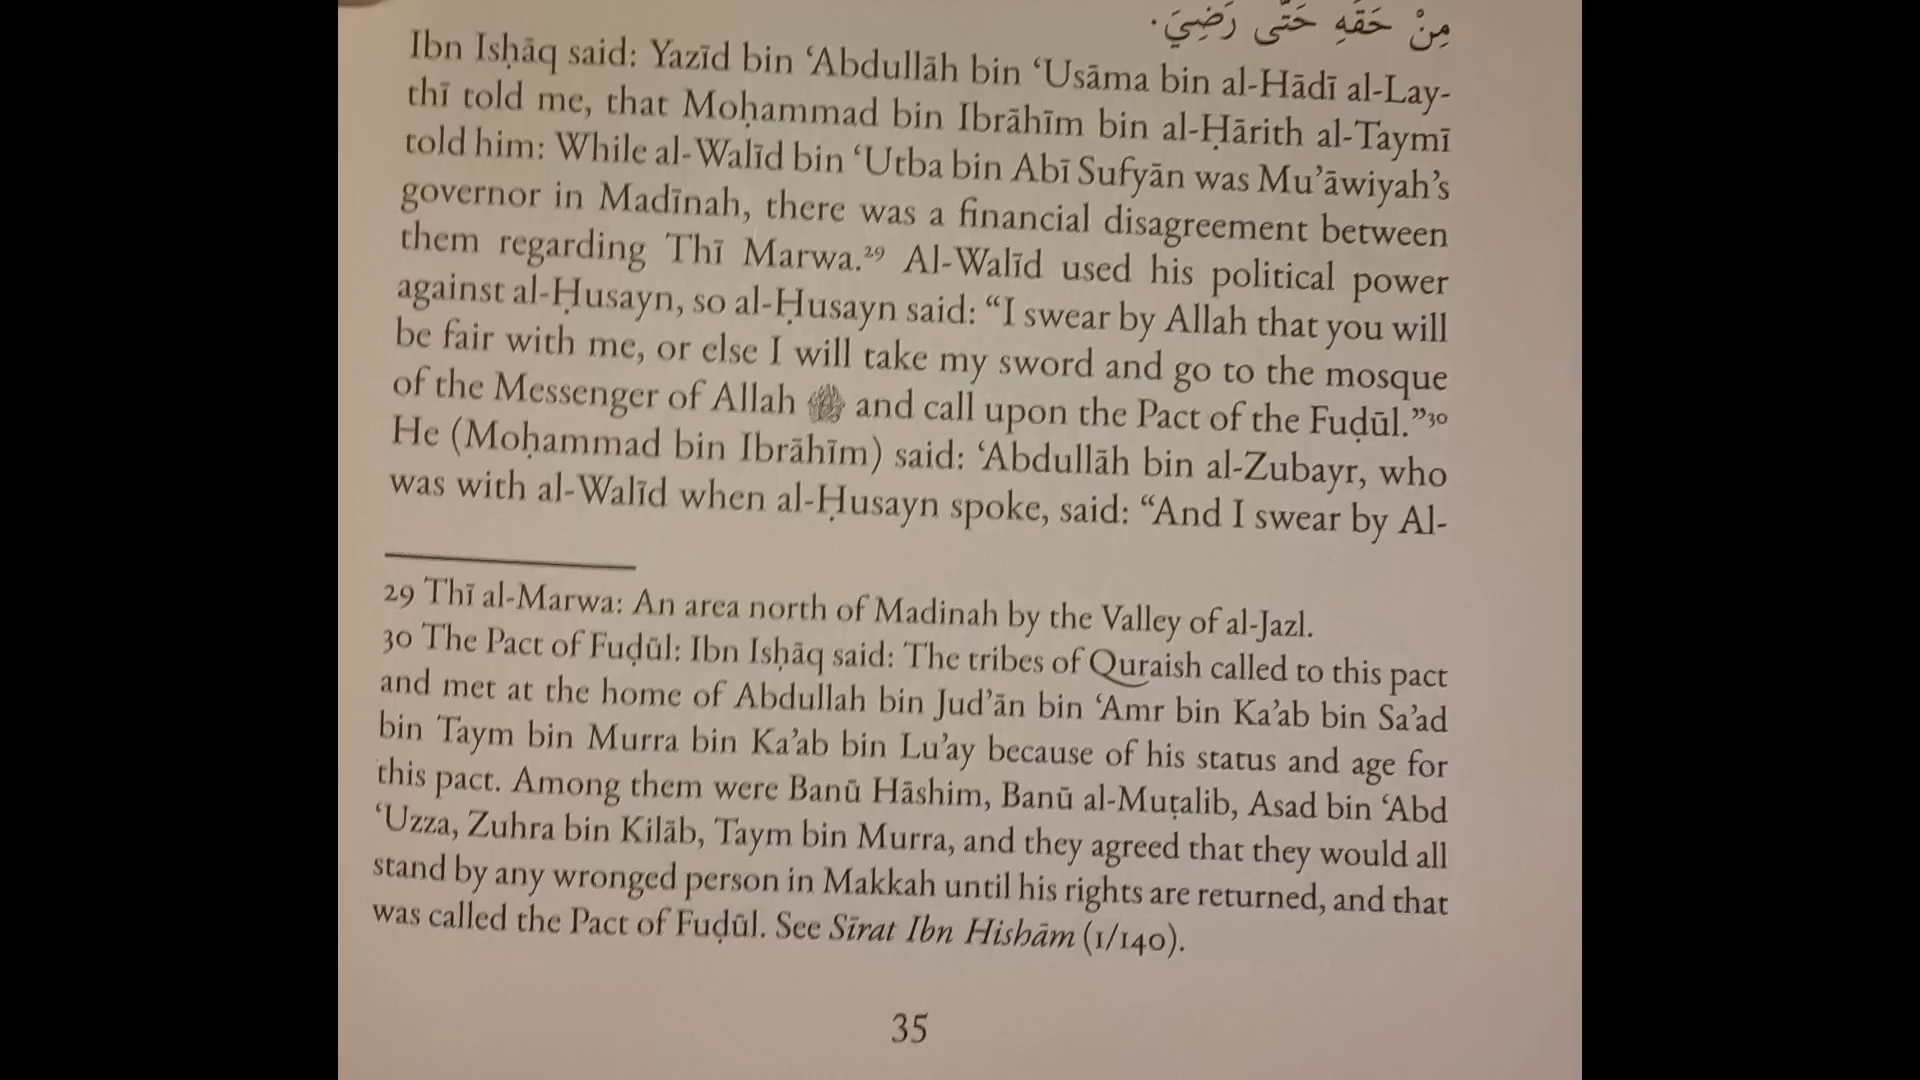 مِنْ حَقِّهِ حَتَّى رَضِيَ.
Ibn Isḥāq said: Yazīd bin ‘Abdullāh bin ‘Usāma bin al-Hādī al-Lay-
thī told me, that Moḥammad bin Ibrāhīm bin al-Ḥārith al-Taymī
told him: While al-Walīd bin ‘Utba bin Abī Sufyān was Mu’āwiyah’s
governor in Madīnah, there was a financial disagreement between
them regarding Thī Marwa.²⁹ Al-Walīd used his political power
against al-Ḥusayn, so al-Ḥusayn said: “I swear by Allah that you will
be fair with me, or else I will take my sword and go to the mosque
of the Messenger of Allah ﷺ and call upon the Pact of the Fuḍūl.”³⁰
He (Moḥammad bin Ibrāhīm) said: ‘Abdullāh bin al-Zubayr, who
was with al-Walīd when al-Ḥusayn spoke, said: “And I swear by Al-
29 Thī al-Marwa: An area north of Madinah by the Valley of al-Jazl.
30 The Pact of Fuḍūl: Ibn Isḥāq said: The tribes of Quraish called to this pact
and met at the home of Abdullah bin Jud’ān bin ‘Amr bin Ka’ab bin Sa’ad
bin Taym bin Murra bin Ka’ab bin Lu’ay because of his status and age for
this pact. Among them were Banū Hāshim, Banū al-Muṭalib, Asad bin ‘Abd
‘Uzza, Zuhra bin Kilāb, Taym bin Murra, and they agreed that they would all
stand by any wronged person in Makkah until his rights are returned, and that
was called the Pact of Fuḍūl. See Sīrat Ibn Hishām (1/140).
35